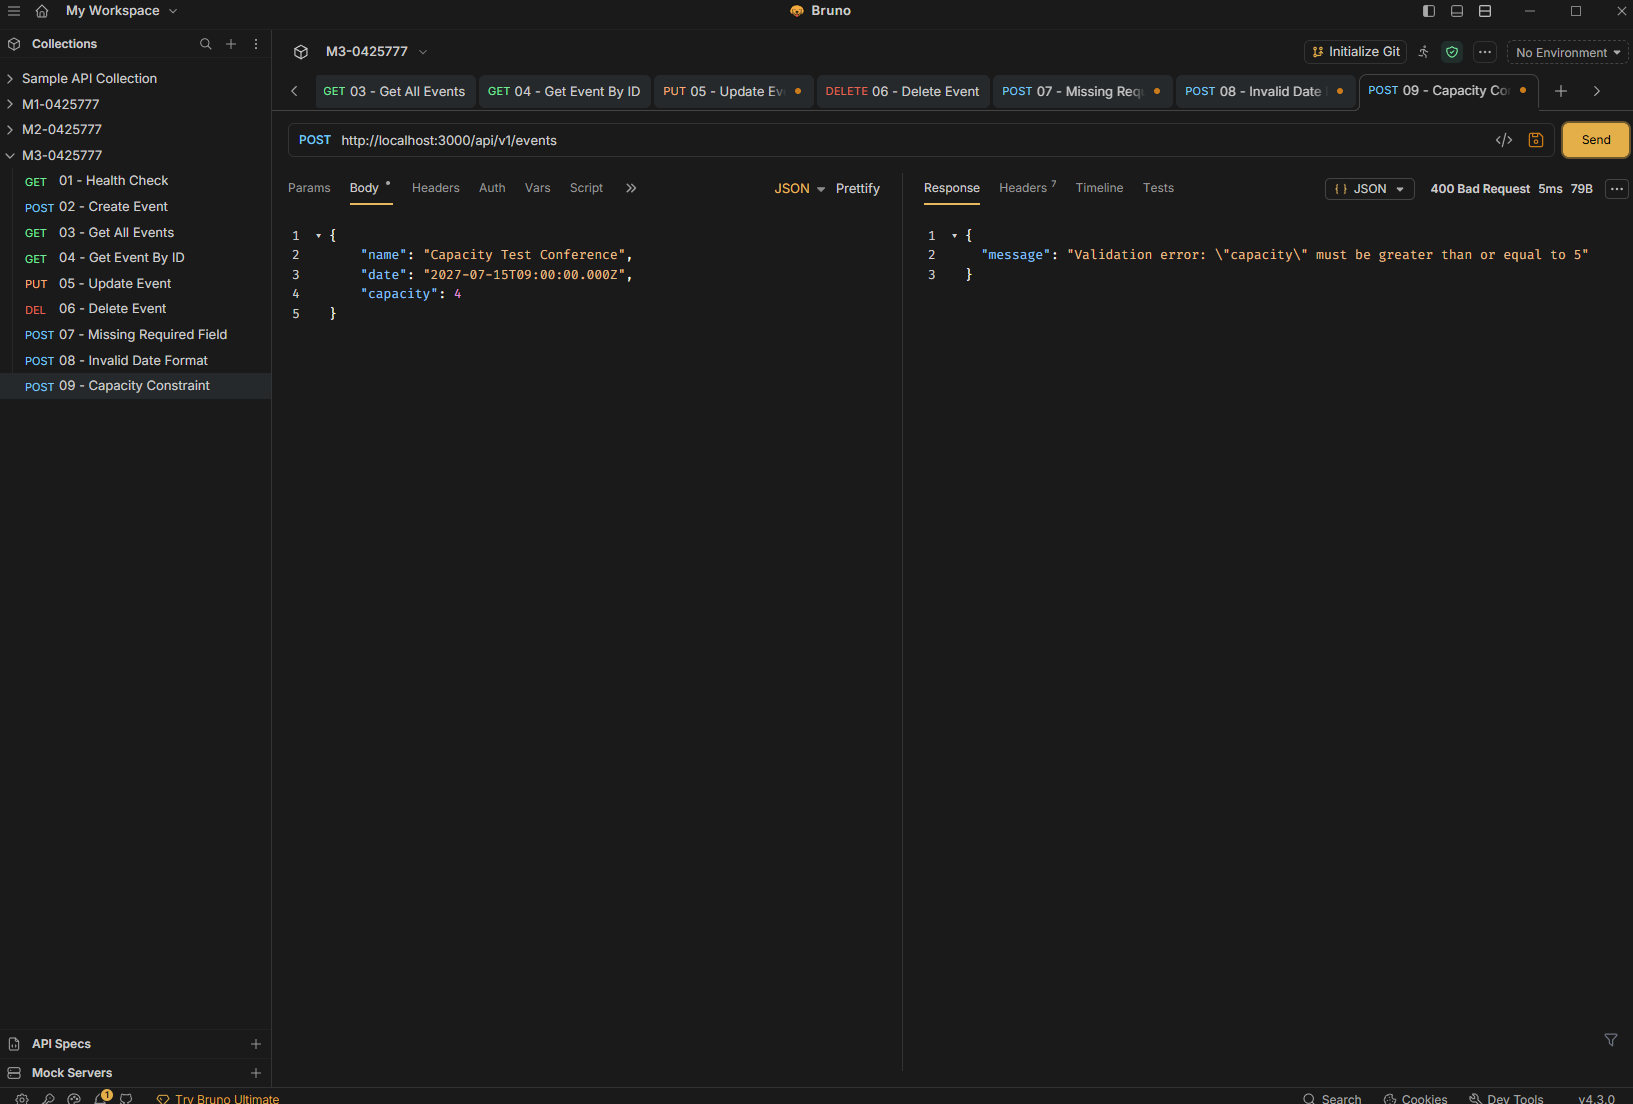 My Workspace
Bruno
Collections
Sample API Collection
M1-0425777
M2-0425777
M3-0425777
GET 01 - Health Check
POST 02 - Create Event
GET 03 - Get All Events
GET 04 - Get Event By ID
PUT 05 - Update Event
DEL 06 - Delete Event
POST 07 - Missing Required Field
POST 08 - Invalid Date Format
POST 09 - Capacity Constraint
API Specs
Mock Servers
M3-0425777
Initialize Git
No Environment
GET 03 - Get All Events
GET 04 - Get Event By ID
PUT 05 - Update Ev
DELETE 06 - Delete Event
POST 07 - Missing Req
POST 08 - Invalid Date
POST 09 - Capacity Co
POST http://localhost:3000/api/v1/events
</>
Send
Params Body Headers Auth Vars Script JSON Prettify
1 {
2 "name": "Capacity Test Conference",
3 "date": "2027-07-15T09:00:00.000Z",
4 "capacity": 4
5 }
Response Headers 7 Timeline Tests { } JSON 400 Bad Request 5ms 79B
1 {
2 "message": "Validation error: \"capacity\" must be greater than or equal to 5"
3 }
1
Try Bruno Ultimate
Search
Cookies
Dev Tools
v4.3.0